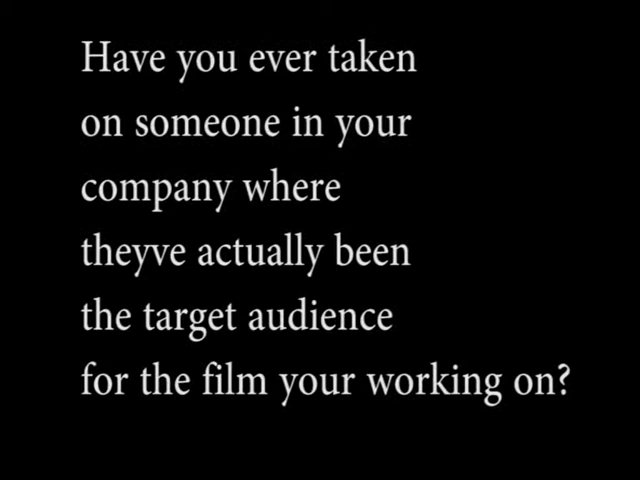 Have you ever taken
on someone in your
company where
theyve actually been
the target audience
for the film your working on?